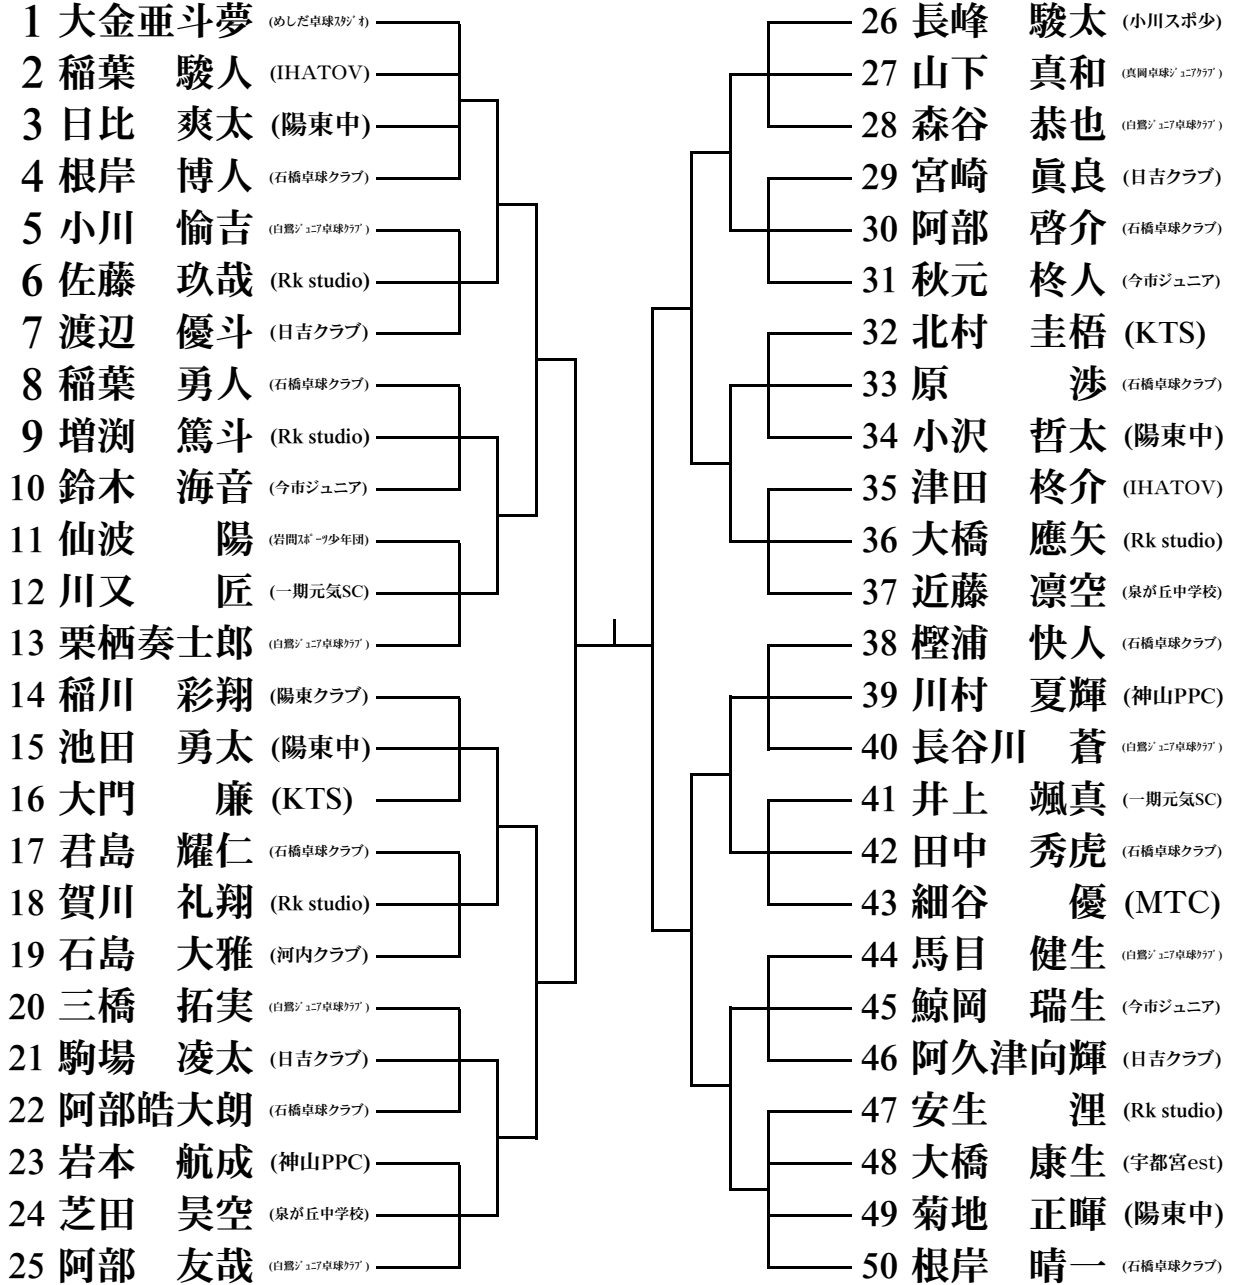 1 大金亜斗夢 (めしだ卓球ｽﾀｼﾞｵ)
2 稲葉　駿人 (IHATOV)
3 日比　爽太 (陽東中)
4 根岸　博人 (石橋卓球クラブ)
5 小川　愉吉 (白鷺ｼﾞｭﾆｱ卓球ｸﾗﾌﾞ)
6 佐藤　玖哉 (Rk studio)
7 渡辺　優斗 (日吉クラブ)
8 稲葉　勇人 (石橋卓球クラブ)
9 増渕　篤斗 (Rk studio)
10 鈴木　海音 (今市ジュニア)
11 仙波　　陽 (岩間ｽﾎﾟｰﾂ少年団)
12 川又　　匠 (一期元気SC)
13 栗栖奏士郎 (白鷺ｼﾞｭﾆｱ卓球ｸﾗﾌﾞ)
14 稲川　彩翔 (陽東クラブ)
15 池田　勇太 (陽東中)
16 大門　　廉 (KTS)
17 君島　耀仁 (石橋卓球クラブ)
18 賀川　礼翔 (Rk studio)
19 石島　大雅 (河内クラブ)
20 三橋　拓実 (白鷺ｼﾞｭﾆｱ卓球ｸﾗﾌﾞ)
21 駒場　凌太 (日吉クラブ)
22 阿部皓大朗 (石橋卓球クラブ)
23 岩本　航成 (神山PPC)
24 芝田　昊空 (泉が丘中学校)
25 阿部　友哉 (白鷺ｼﾞｭﾆｱ卓球ｸﾗﾌﾞ)
26 長峰　駿太 (小川スポ少)
27 山下　真和 (真岡卓球ｼﾞｭﾆｱｸﾗﾌﾞ)
28 森谷　恭也 (白鷺ｼﾞｭﾆｱ卓球ｸﾗﾌﾞ)
29 宮崎　眞良 (日吉クラブ)
30 阿部　啓介 (石橋卓球クラブ)
31 秋元　柊人 (今市ジュニア)
32 北村　圭梧 (KTS)
33 原　　　渉 (石橋卓球クラブ)
34 小沢　哲太 (陽東中)
35 津田　柊介 (IHATOV)
36 大橋　應矢 (Rk studio)
37 近藤　凛空 (泉が丘中学校)
38 樫浦　快人 (石橋卓球クラブ)
39 川村　夏輝 (神山PPC)
40 長谷川　蒼 (白鷺ｼﾞｭﾆｱ卓球ｸﾗﾌﾞ)
41 井上　颯真 (一期元気SC)
42 田中　秀虎 (石橋卓球クラブ)
43 細谷　　優 (MTC)
44 馬目　健生 (白鷺ｼﾞｭﾆｱ卓球ｸﾗﾌﾞ)
45 鯨岡　瑞生 (今市ジュニア)
46 阿久津向輝 (日吉クラブ)
47 安生　　浬 (Rk studio)
48 大橋　康生 (宇都宮est)
49 菊地　正暉 (陽東中)
50 根岸　晴一 (石橋卓球クラブ)